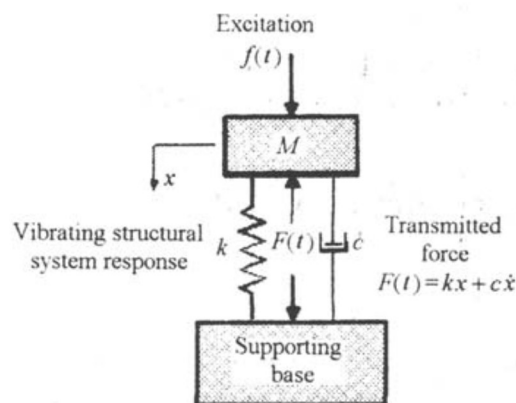 Excitation
f(t)
M
x
Vibrating structural
system response
k
F(t)
ċ
Transmitted
force
F(t)=kx+cẋ
Supporting
base